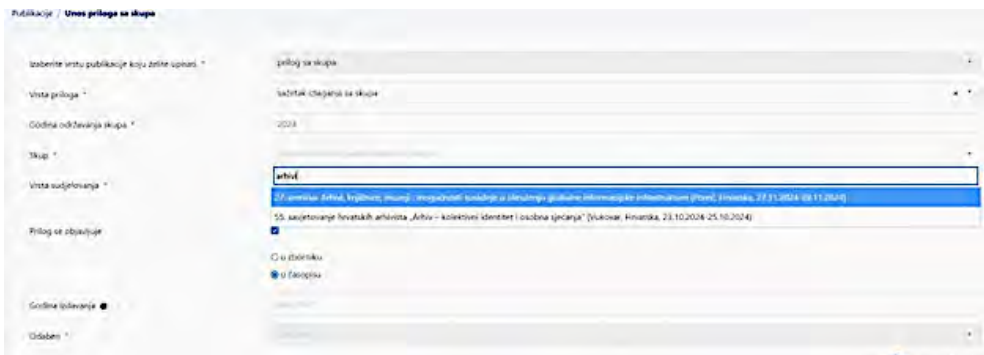 Publikacije / Unos priloga sa skupa
Izaberite vrstu publikacije koju želite upisati. * prilog sa skupa
Vrsta priloga * sažetak izlaganja sa skupa
Godina održavanja skupa *
Skup *
arhivi
Vrsta sudjelovanja *
27. seminar Arhivi, knjižnice, muzeji : mogućnosti suradnje u okruženju globalne informacijske infrastrukture (Poreč, Hrvatska, 27.11.2024-29.11.2024)
55. savjetovanje hrvatskih arhivista „Arhivi – kolektivni identitet i osobna sjećanja" (Vukovar, Hrvatska, 23.10.2024-25.10.2024)
Prilog se objavljuje
u zborniku
u časopisu
Godina izdavanja
Odaberi *